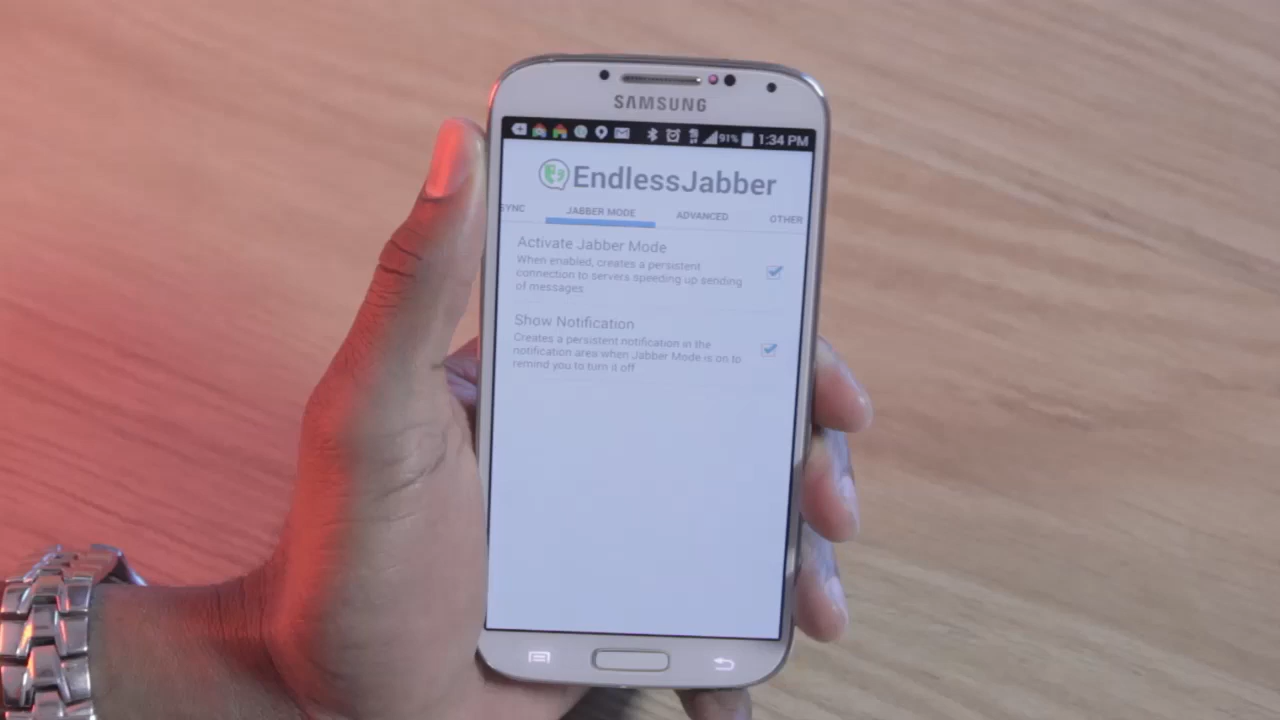 SAMSUNG
91% 1:34 PM
EndlessJabber
SYNC JABBER MODE ADVANCED OTHER
Activate Jabber Mode
When enabled, creates a persistent
connection to servers speeding up sending
of messages
Show Notification
Creates a persistent notification in the
notification area when Jabber Mode is on to
remind you to turn it off